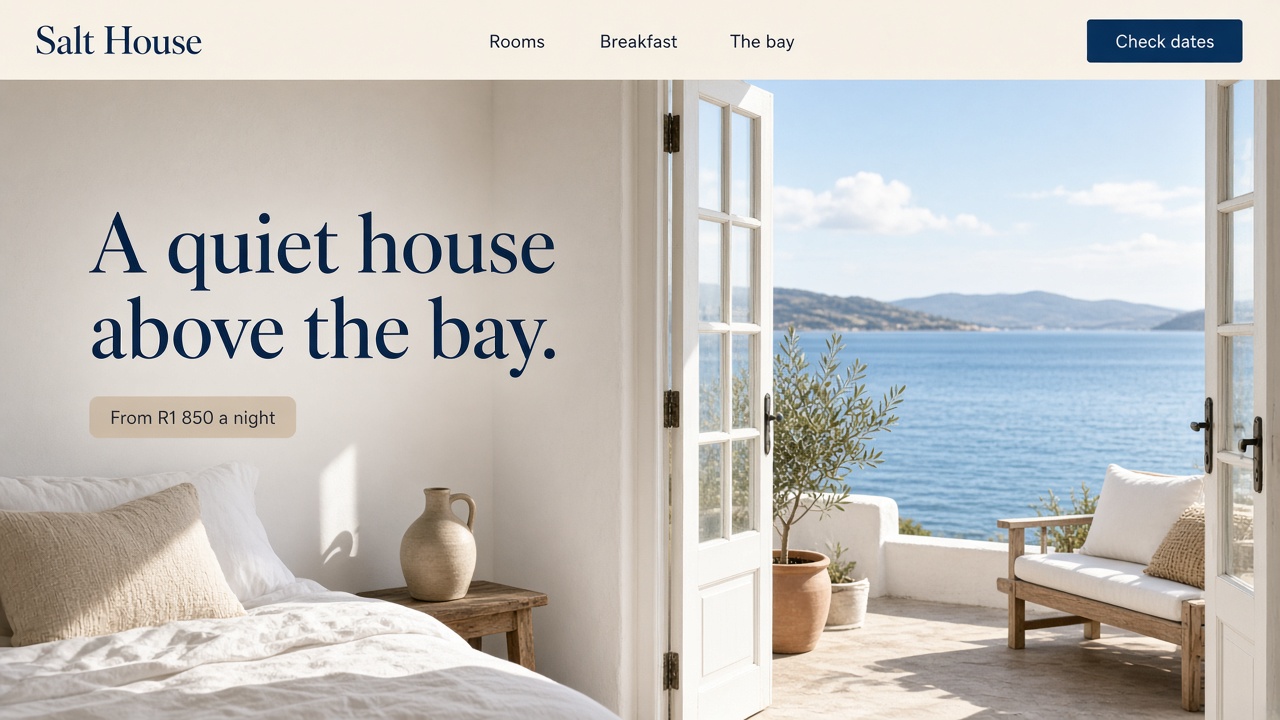 Salt House
Rooms
Breakfast
The bay
Check dates
A quiet house
above the bay.
From R1 850 a night